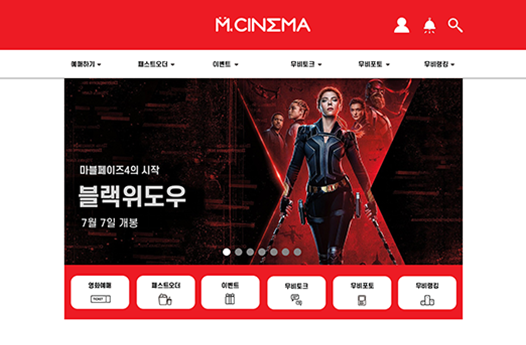 M.CINEMA
예매하기 패스트오더 이벤트 무비토크 무비포토 무비랭킹
마블페이즈4의 시작
블랙위도우
7월 7일 개봉
영화예매 패스트오더 이벤트 무비토크 무비포토 무비랭킹
TICKET